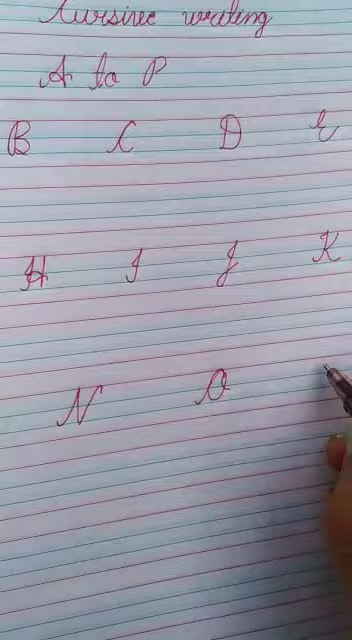 Cursive writing
A to P
B C D E
H I J K
N O